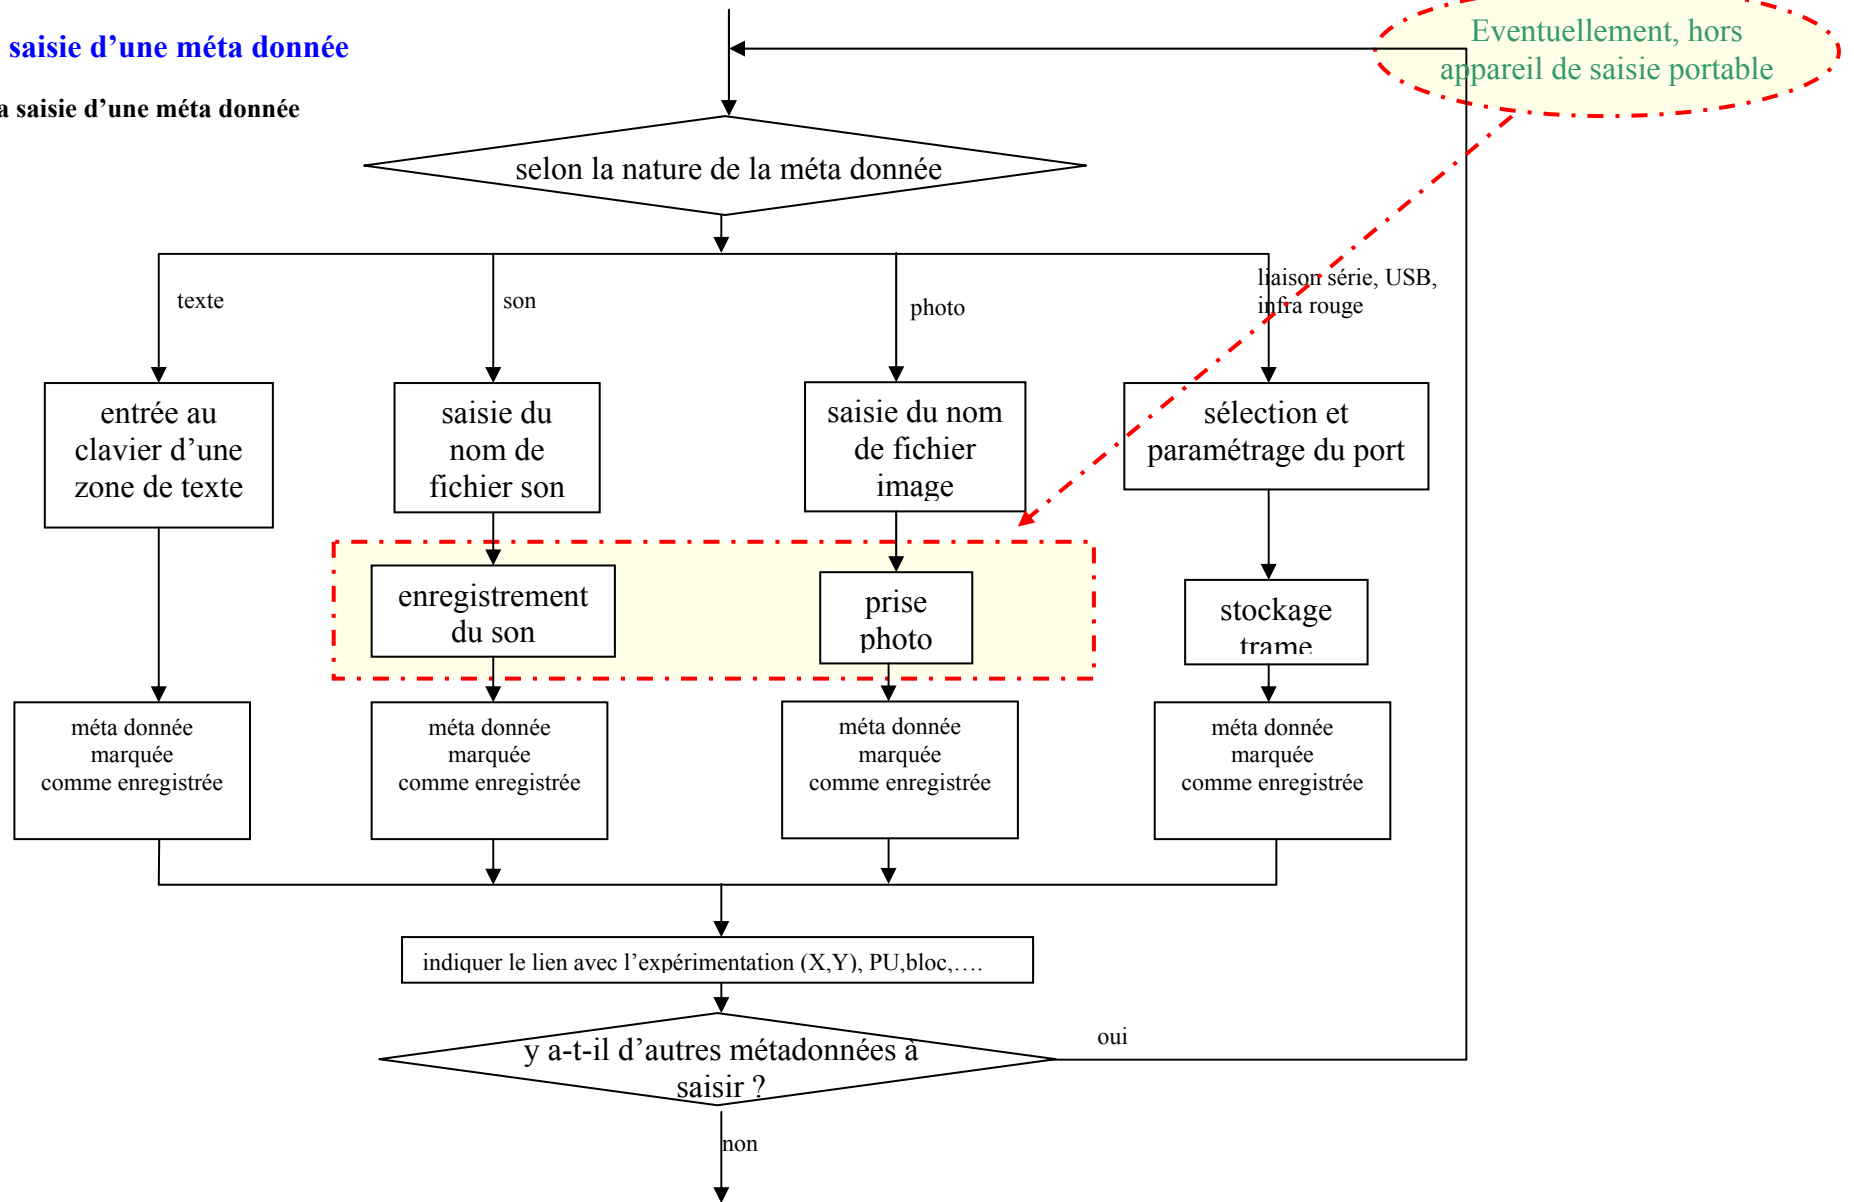 saisie d’une méta donnée
Eventuellement, hors
appareil de saisie portable
a saisie d’une méta donnée
selon la nature de la méta donnée
texte
son
photo
liaison série, USB,
infra rouge
entrée au
clavier d’une
zone de texte
saisie du
nom de
fichier son
saisie du nom
de fichier
image
sélection et
paramétrage du port
enregistrement
du son
prise
photo
stockage
trame
méta donnée
marquée
comme enregistrée
méta donnée
marquée
comme enregistrée
méta donnée
marquée
comme enregistrée
méta donnée
marquée
comme enregistrée
indiquer le lien avec l’expérimentation (X,Y), PU,bloc,….
y a-t-il d’autres métadonnées à
saisir ?
oui
non